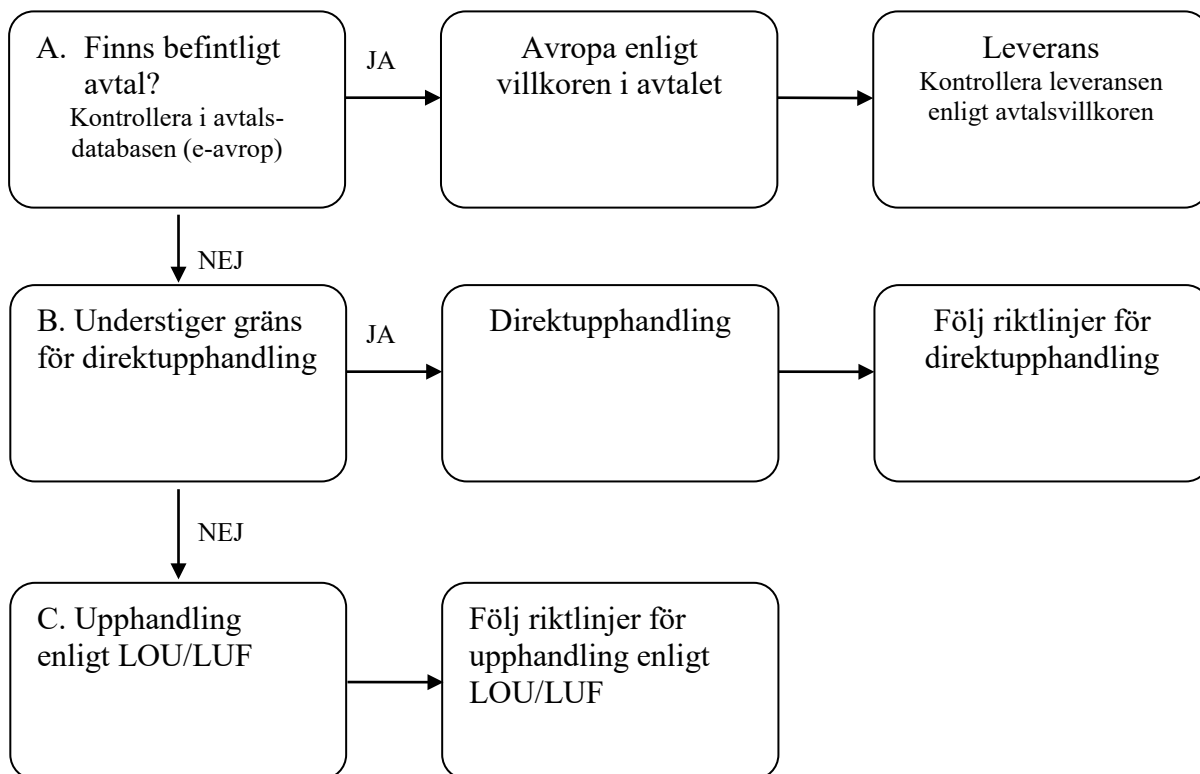 A. Finns befintligt
avtal?
Kontrollera i avtals-
databasen (e-avrop)
JA
Avropa enligt
villkoren i avtalet
Leverans
Kontrollera leveransen
enligt avtalsvillkoren
NEJ
B. Understiger gräns
för direktupphandling
JA
Direktupphandling
Följ riktlinjer för
direktupphandling
NEJ
C. Upphandling
enligt LOU/LUF
Följ riktlinjer för
upphandling enligt
LOU/LUF